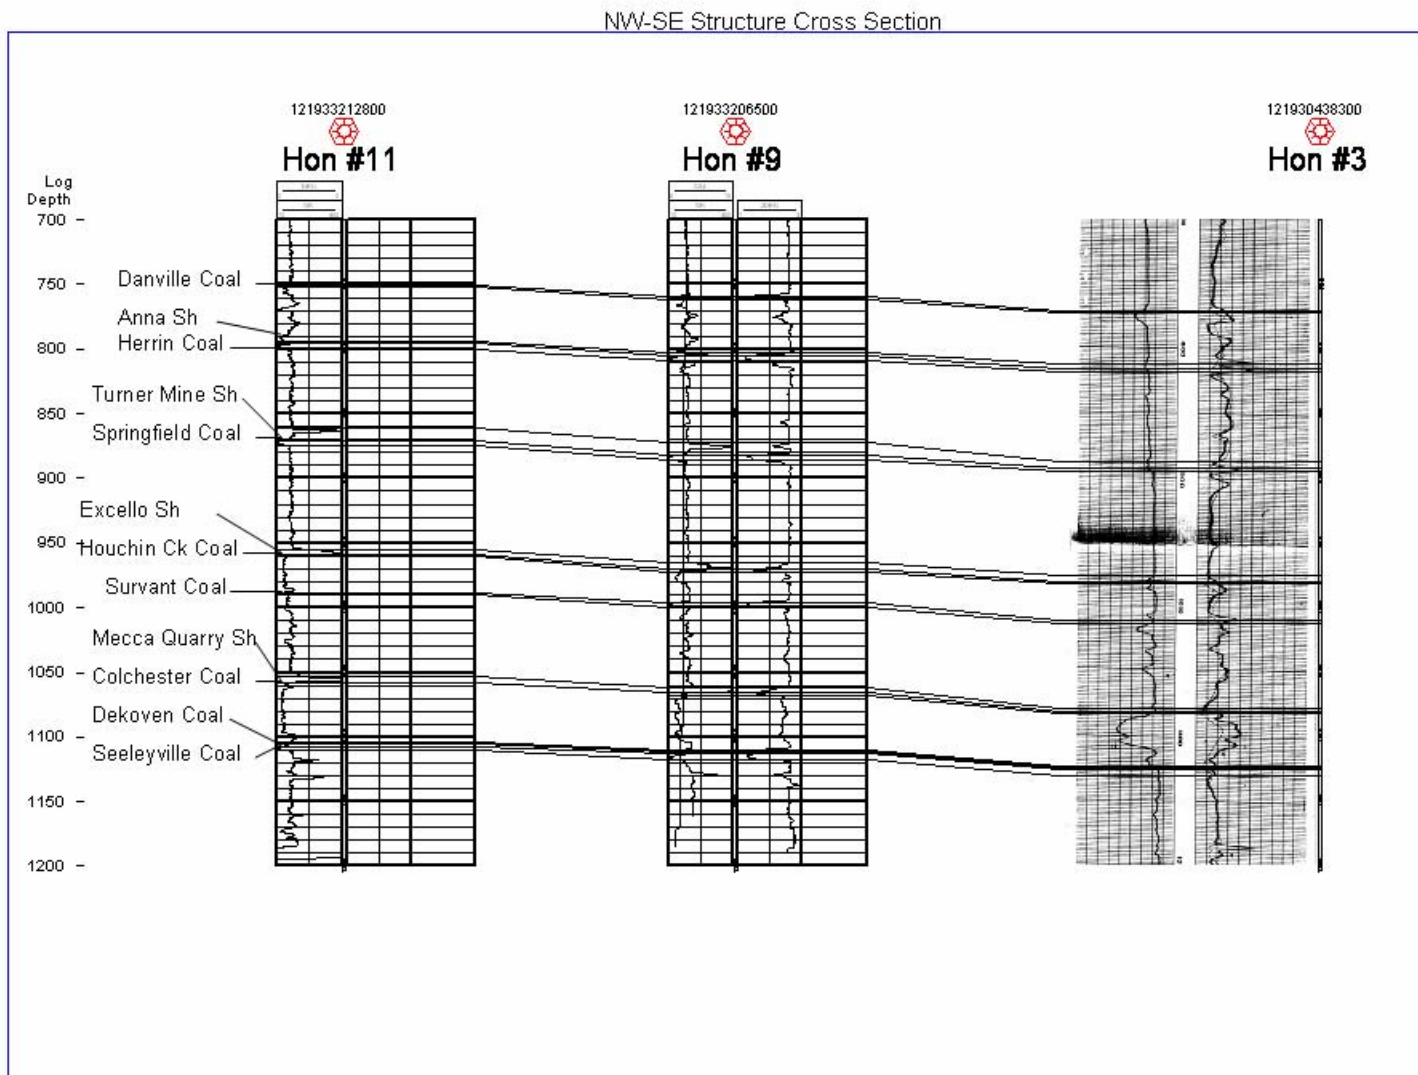 NW-SE Structure Cross Section
121933212800
121933206500
121930438300
Hon #11
Hon #9
Hon #3
Log
Depth
700
750
Danville Coal
Anna Sh
800
Herrin Coal
Turner Mine Sh
850
Springfield Coal
900
Excello Sh
950
Houchin Ck Coal
Survant Coal
1000
Mecca Quarry Sh
1050
Colchester Coal
Dekoven Coal
1100
Seeleyville Coal
1150
1200